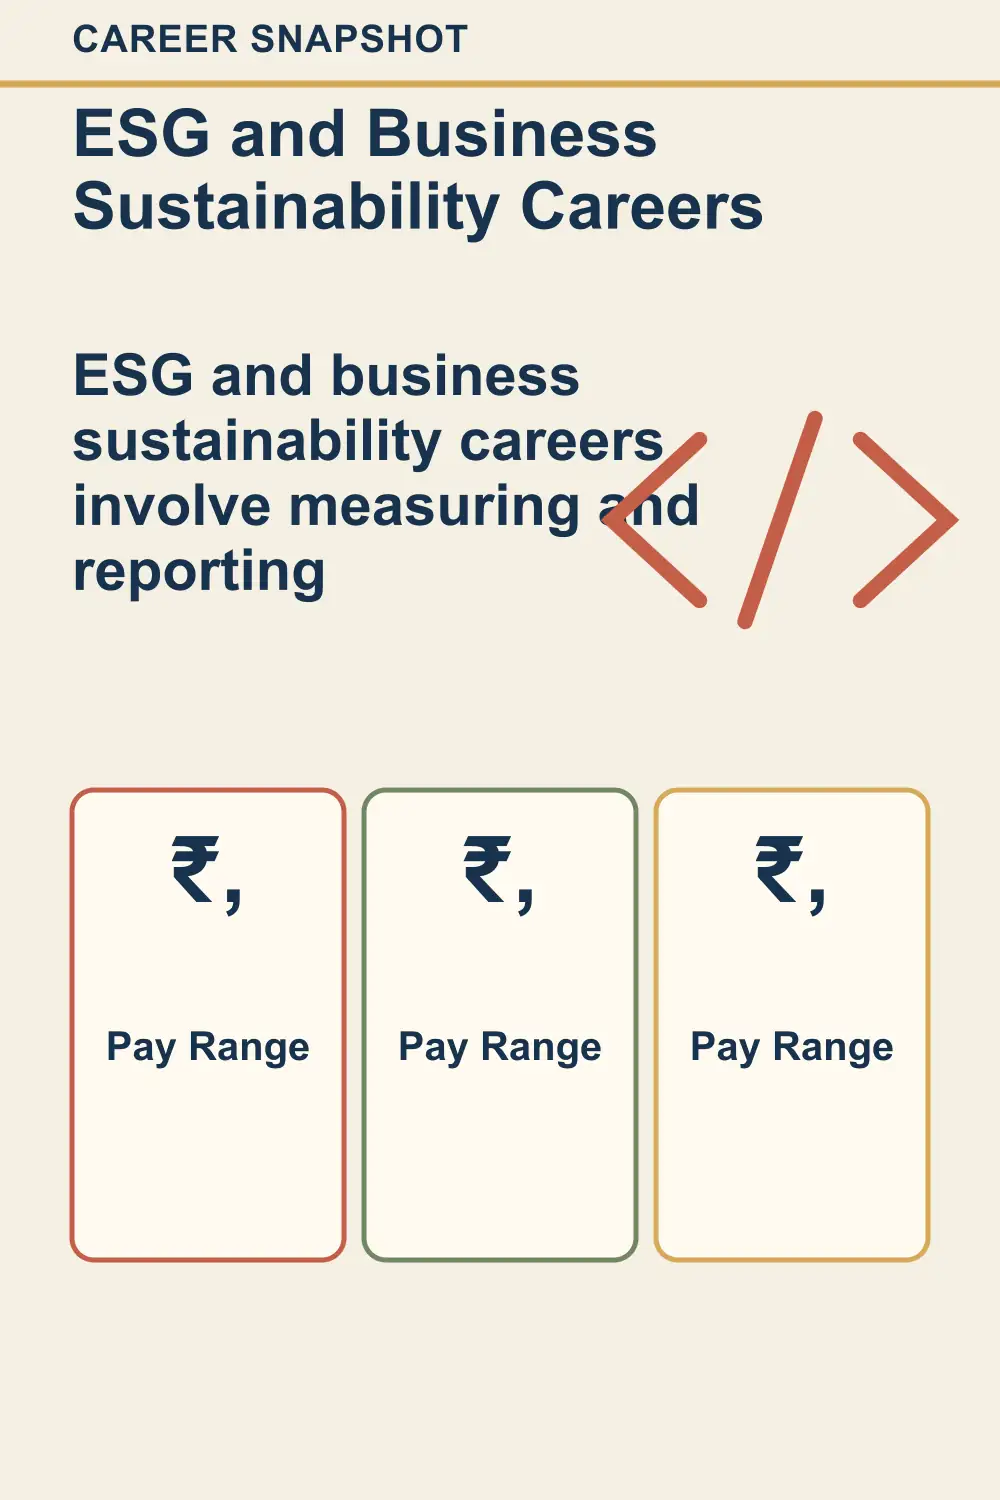 CAREER SNAPSHOT
ESG and Business
Sustainability Careers
ESG and business
sustainability careers
involve measuring and
reporting
₹,
₹,
₹,
Pay Range
Pay Range
Pay Range